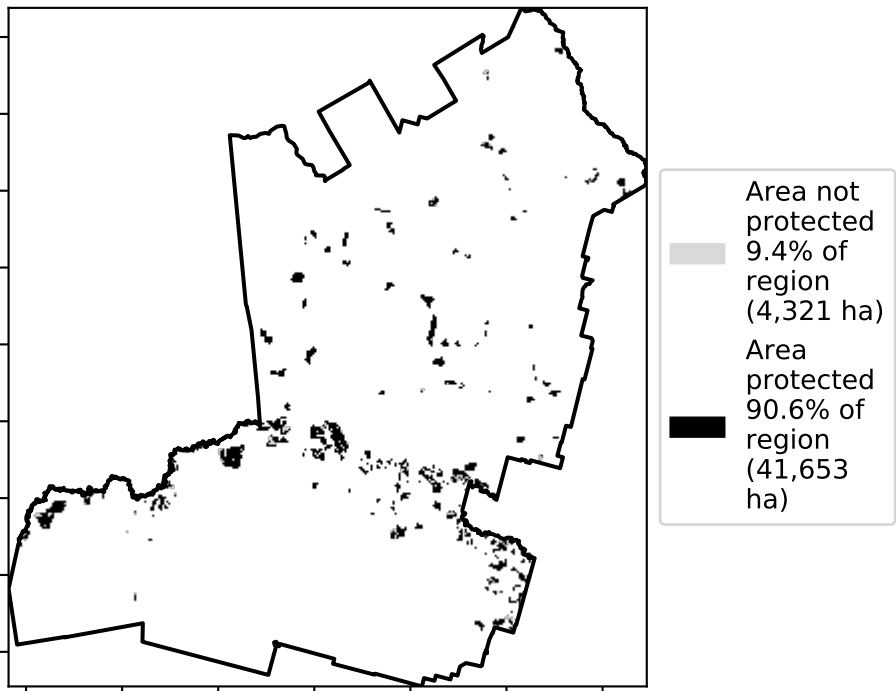 Area not
protected
9.4% of
region
(4,321 ha)
Area
protected
90.6% of
region
(41,653
ha)